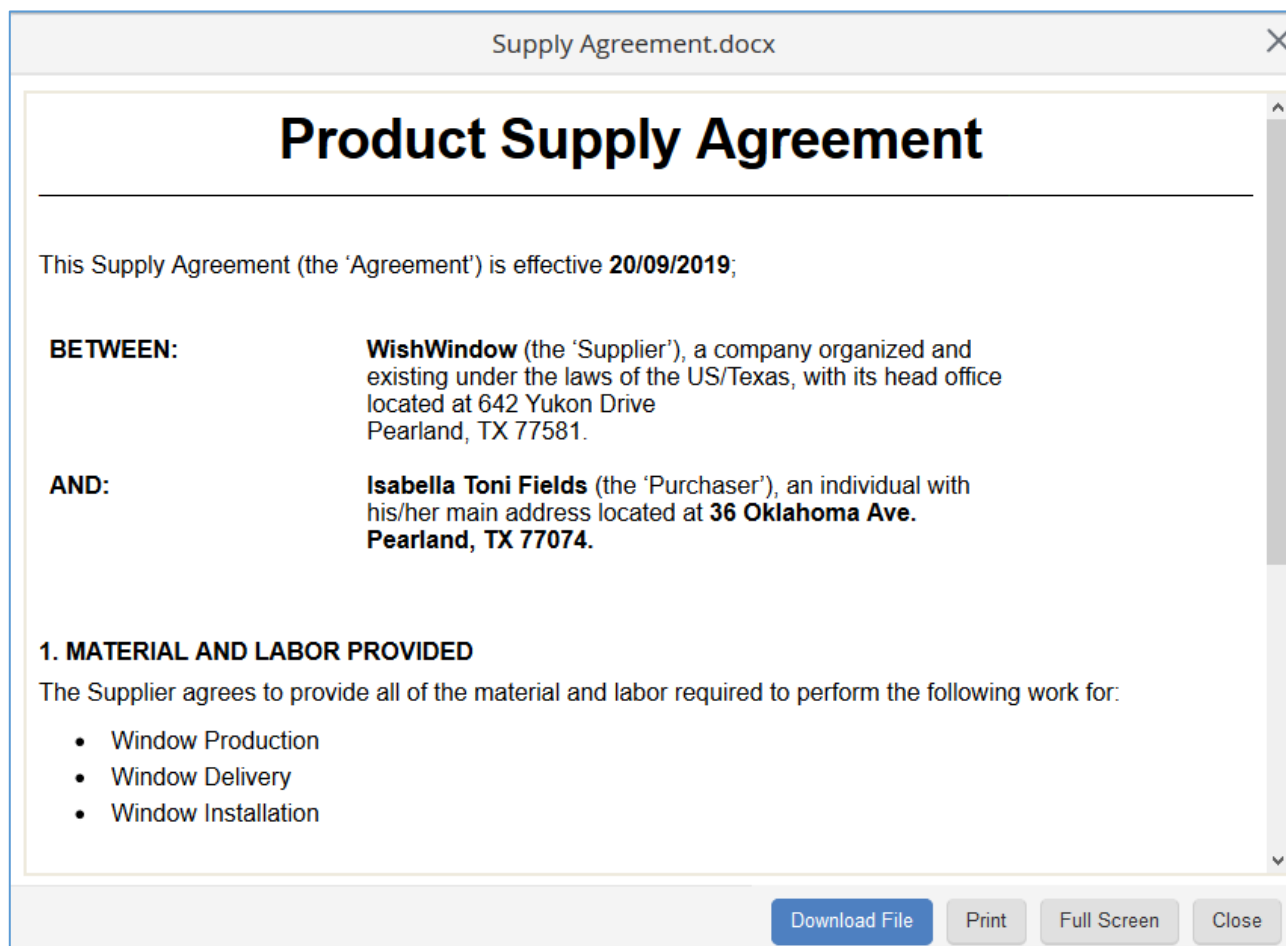 Supply Agreement.docx
Product Supply Agreement
This Supply Agreement (the ‘Agreement’) is effective 20/09/2019;
BETWEEN:
WishWindow (the ‘Supplier’), a company organized and
existing under the laws of the US/Texas, with its head office
located at 642 Yukon Drive
Pearland, TX 77581.
AND:
Isabella Toni Fields (the ‘Purchaser’), an individual with
his/her main address located at 36 Oklahoma Ave.
Pearland, TX 77074.
1. MATERIAL AND LABOR PROVIDED
The Supplier agrees to provide all of the material and labor required to perform the following work for:
• Window Production
• Window Delivery
• Window Installation
Download File Print Full Screen Close